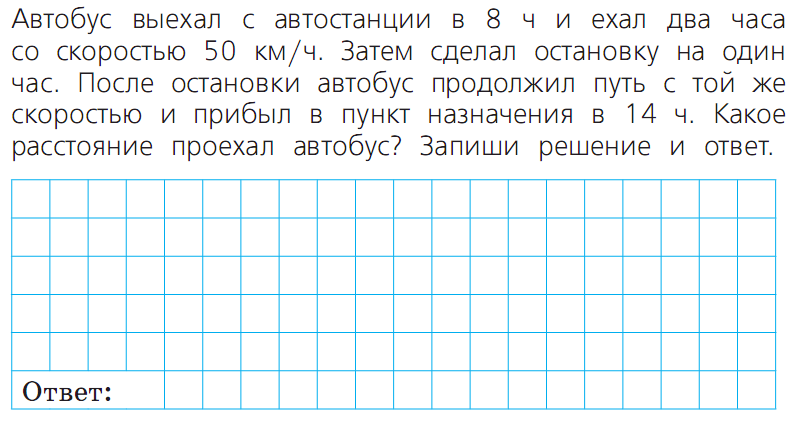 Автобус выехал с автостанции в 8 ч и ехал два часа
со скоростью 50 км/ч. Затем сделал остановку на один
час. После остановки автобус продолжил путь с той же
скоростью и прибыл в пункт назначения в 14 ч. Какое
расстояние проехал автобус? Запиши решение и ответ.
Ответ: